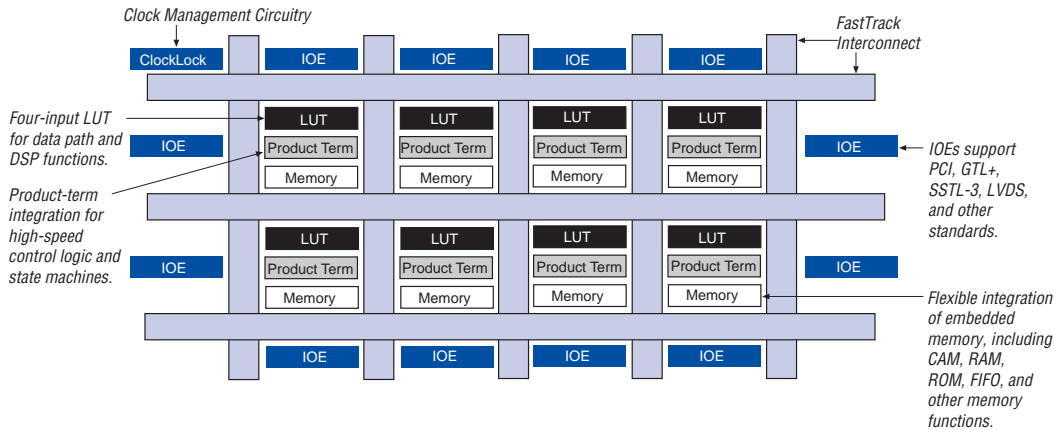 Clock Management Circuitry
FastTrack
Interconnect
ClockLock
IOE
IOE
IOE
IOE
Four-input LUT
for data path and
DSP functions.
LUT
LUT
LUT
LUT
IOE
Product Term
Product Term
Product Term
Product Term
IOE
Memory
Memory
Memory
Memory
IOEs support
PCI, GTL+,
SSTL-3, LVDS,
and other
standards.
Product-term
integration for
high-speed
control logic and
state machines.
LUT
LUT
LUT
LUT
IOE
Product Term
Product Term
Product Term
Product Term
IOE
Memory
Memory
Memory
Memory
Flexible integration
of embedded
memory, including
CAM, RAM,
ROM, FIFO, and
other memory
functions.
IOE
IOE
IOE
IOE